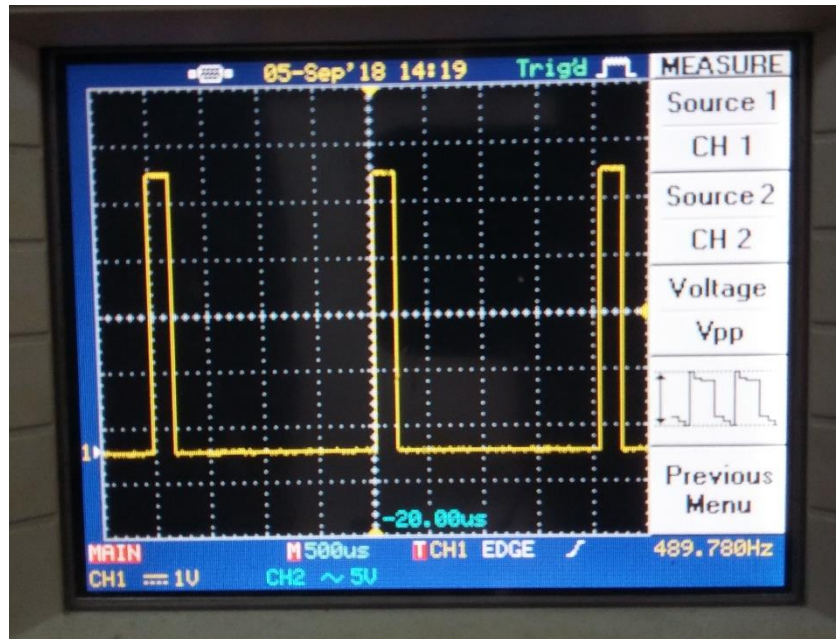 05-Sep'18 14:19 Trig'd
MEASURE
Source 1
CH 1
Source 2
CH 2
Voltage
Vpp
Previous
Menu
1
-20.00us
MAIN M 500us T CH1 EDGE 489.780Hz
CH1 1V CH2 ~ 5V